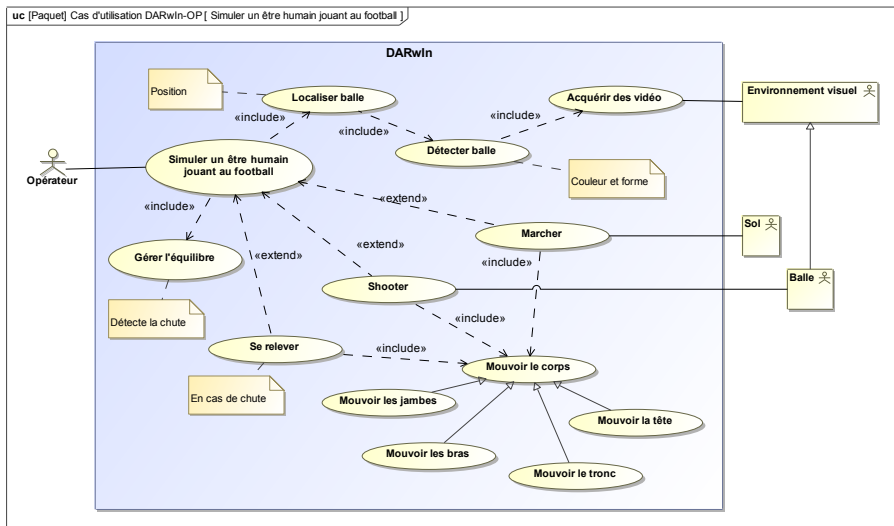 uc [Paquet] Cas d'utilisation DARwIn-OP [ Simuler un être humain jouant au football ]
DARwIn
Position
Localiser balle
Acquérir des vidéo
Environnement visuel
«include»
«include»
«include»
Détecter balle
Simuler un être humain
jouant au football
Opérateur
Couleur et forme
«extend»
«include»
Marcher
Sol
«extend»
«extend»
«include»
Gérer l'équilibre
Shooter
Balle
Détecte la chute
«include»
Se relever
«include»
Mouvoir le corps
En cas de chute
Mouvoir les jambes
Mouvoir la tête
Mouvoir les bras
Mouvoir le tronc